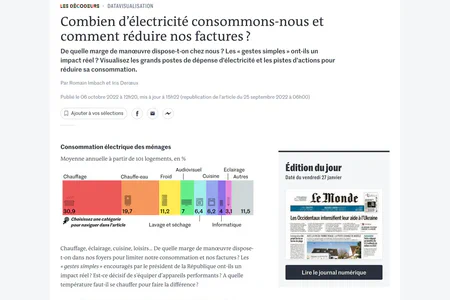 LES DÉCODEURS · DATAVISUALISATION
Combien d’électricité consommons-nous et
comment réduire nos factures ?
De quelle marge de manœuvre dispose-t-on chez nous ? Les « gestes simples » ont-ils un
impact réel ? Visualisez les grands postes de dépense d’électricité et les pistes d’actions pour
réduire sa consommation.
Par Romain Imbach et Iris Derœux
Publié le 06 octobre 2022 à 12h20, mis à jour à 15h22 (republication de l’article du 25 septembre 2022 à 06h00)
Ajouter à vos sélections
Consommation électrique des ménages
Moyenne annuelle à partir de 101 logements, en %
Chauffage
Chauffe-eau
Froid
Audiovisuel
Cuisine
Eclairage
Autres
30,9
19,7
11,2
7
6,4
6,2
4
3,1
11,5
Choisissez une catégorie
pour naviguer dans l’article
Lavage et séchage
Informatique
Chauffage, éclairage, cuisine, loisirs… De quelle marge de manœuvre dispose-
t-on dans nos foyers pour limiter notre consommation et nos factures ? Les
« gestes simples » encouragés par le président de la République ont-ils un
impact réel ? Est-ce décisif de s’équiper d’appareils performants ? A quelle
température faut-il se chauffer pour faire la différence ?
Édition du jour
Daté du vendredi 27 janvier
Le Monde
Les Occidentaux intensifient leur aide à l’Ukraine
Lire le journal numérique